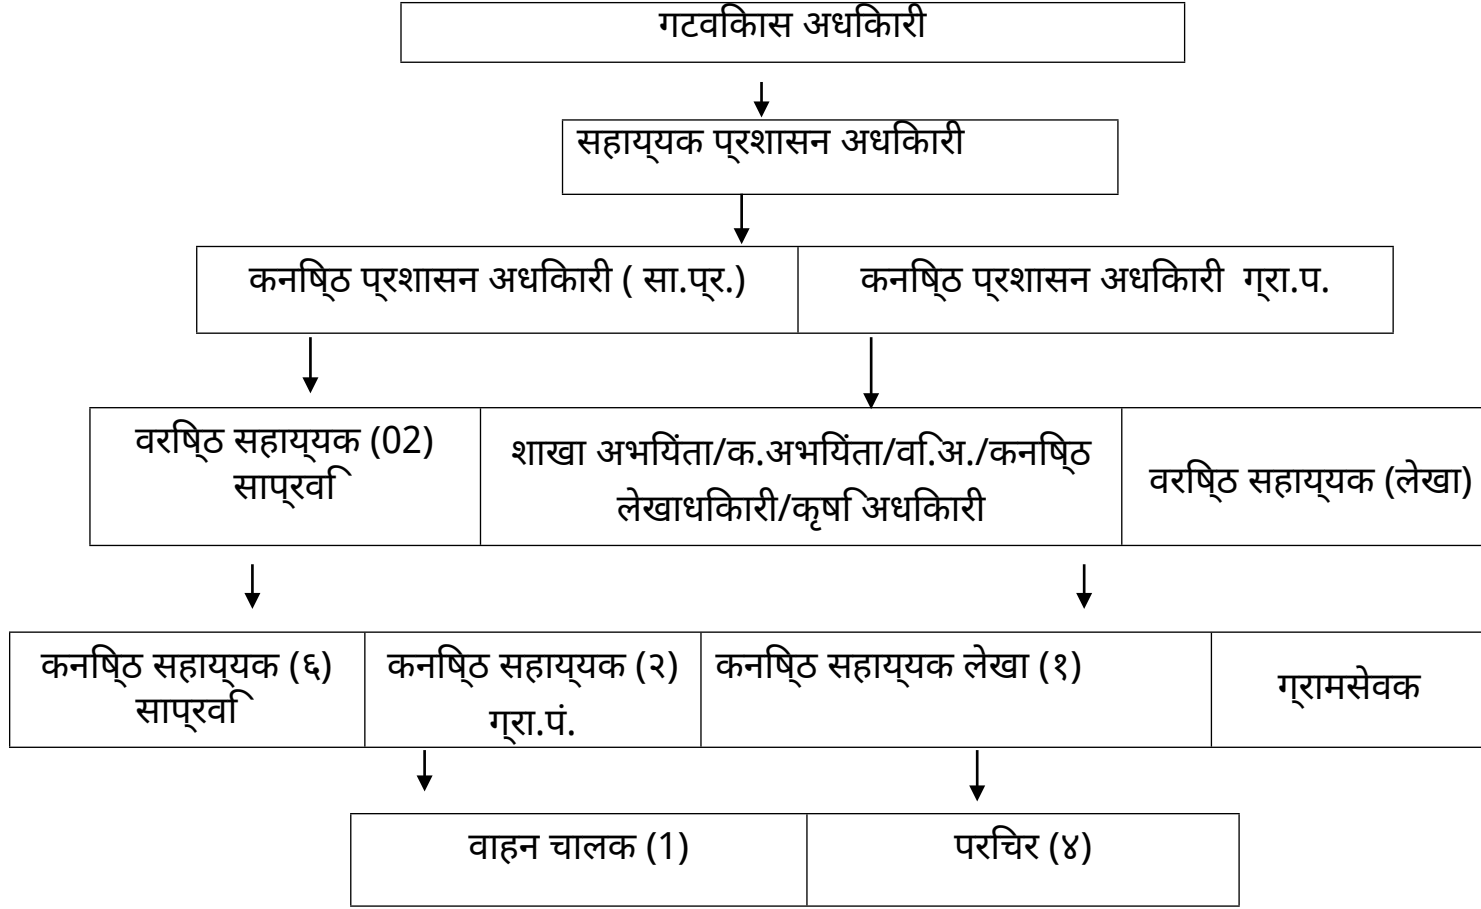 गटविकास अधिकारी
सहाय्यक प्रशासन अधिकारी
कनिष्ठ प्रशासन अधिकारी ( सा.प्र.)
कनिष्ठ प्रशासन अधिकारी ग्रा.प.
वरिष्ठ सहाय्यक (02)
साप्रवि
शाखा अभियंता/क.अभियंता/वि.अ./कनिष्ठ
लेखाधिकारी/कृषि अधिकारी
वरिष्ठ सहाय्यक (लेखा)
कनिष्ठ सहाय्यक (६)
साप्रवि
कनिष्ठ सहाय्यक (२)
ग्रा.पं.
कनिष्ठ सहाय्यक लेखा (१)
ग्रामसेवक
वाहन चालक (1)
परिचर (४)